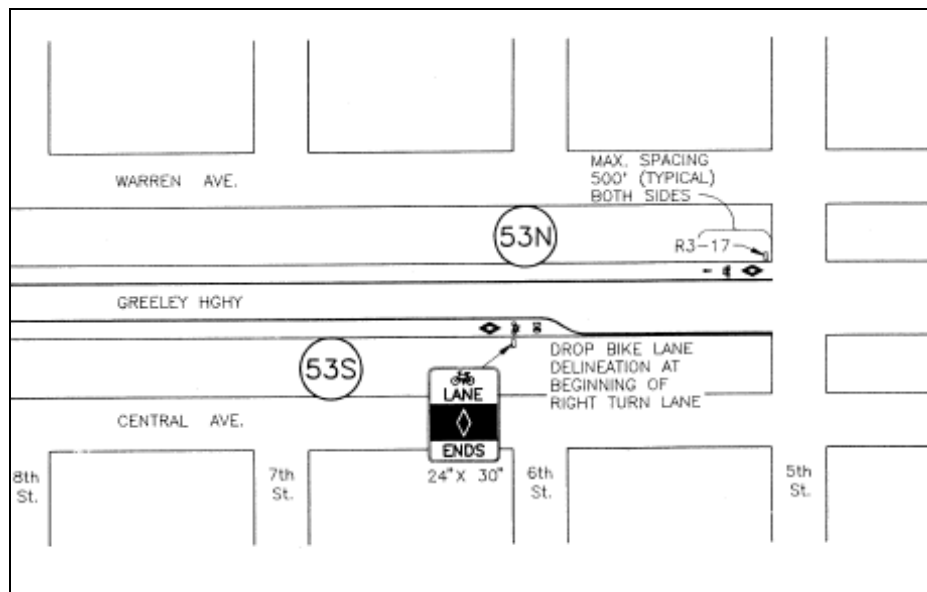 MAX. SPACING
500' (TYPICAL)
BOTH SIDES
WARREN AVE.
53N
R3-17
GREELEY HGHY
53S
DROP BIKE LANE
DELINEATION AT
BEGINNING OF
RIGHT TURN LANE
LANE
ENDS
CENTRAL AVE.
24" X 30"
8th
St.
7th
St.
6th
St.
5th
St.